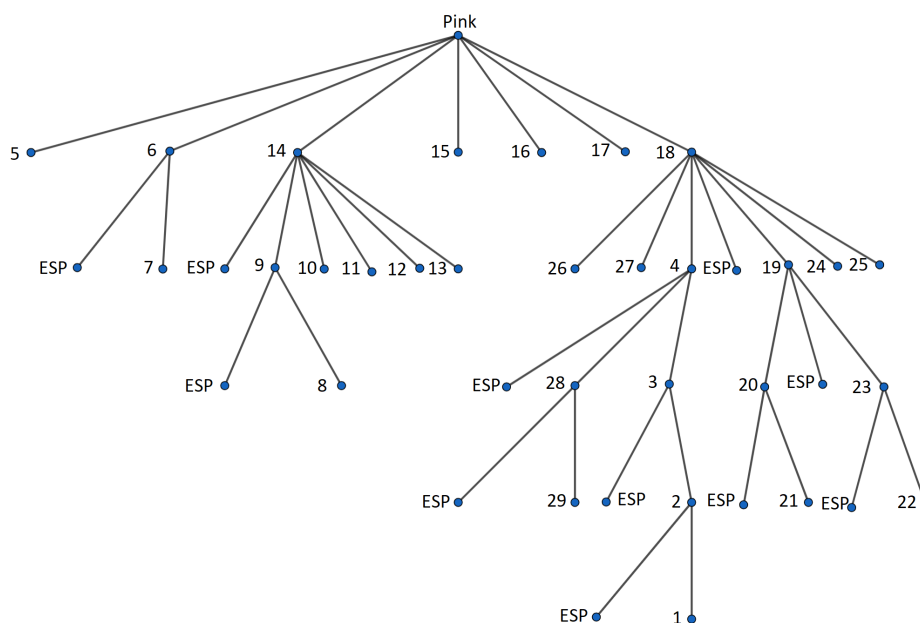 Pink
5 6 14 15 16 17 18
ESP 7 ESP 9 10 11 12 13 26 27 4 ESP 19 24 25
ESP 8 ESP 28 3 20 ESP 23
ESP 29 ESP 2 ESP 21 ESP 22
ESP 1